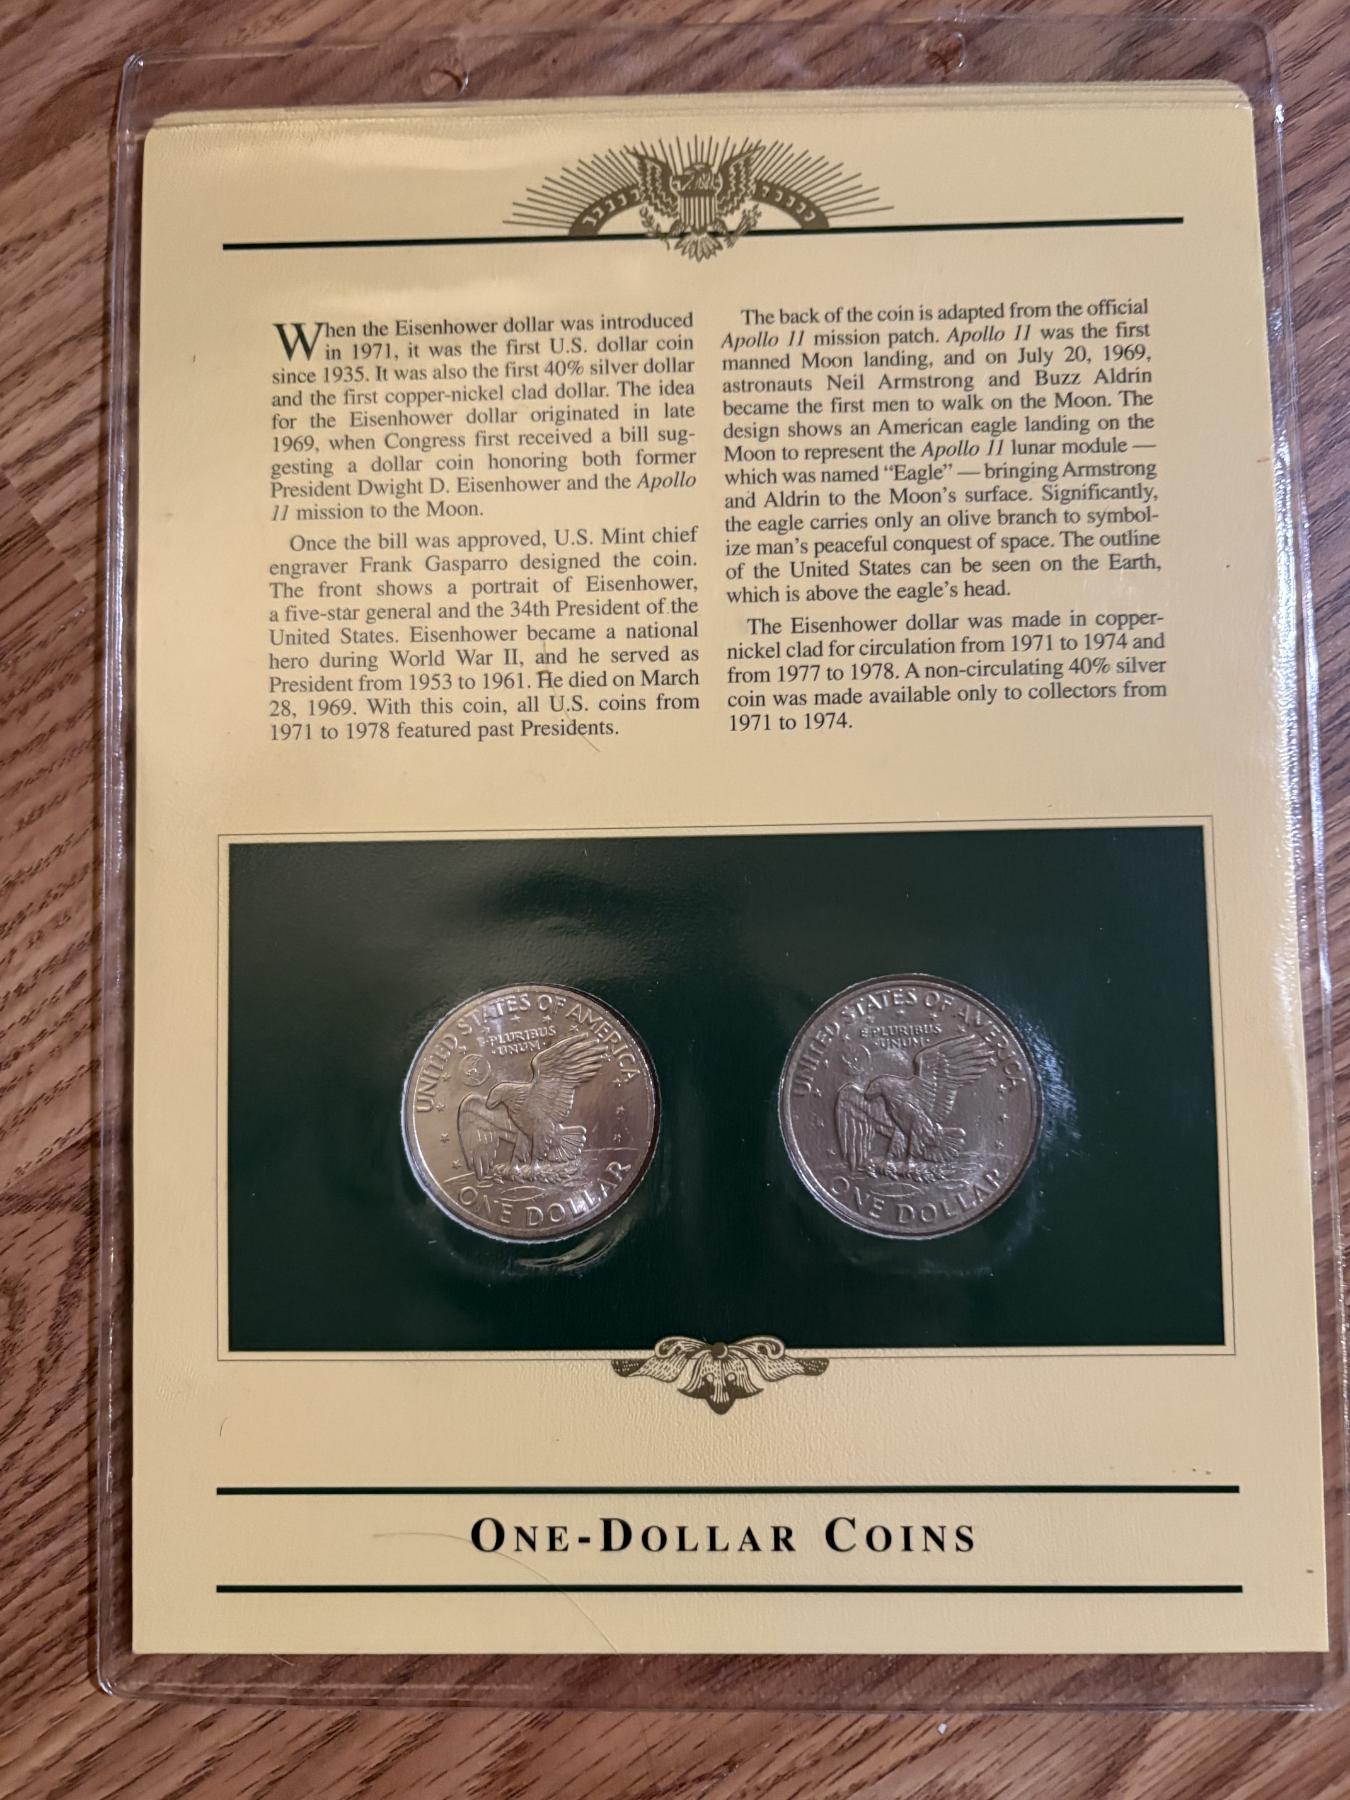 When the Eisenhower dollar was introduced
in 1971, it was the first U.S. dollar coin
since 1935. It was also the first 40% silver dollar
and the first copper-nickel clad dollar. The idea
for the Eisenhower dollar originated in late
1969, when Congress first received a bill sug-
gesting a dollar coin honoring both former
President Dwight D. Eisenhower and the Apollo
11 mission to the Moon.
Once the bill was approved, U.S. Mint chief
engraver Frank Gasparro designed the coin.
The front shows a portrait of Eisenhower,
a five-star general and the 34th President of the
United States. Eisenhower became a national
hero during World War II, and he served as
President from 1953 to 1961. He died on March
28, 1969. With this coin, all U.S. coins from
1971 to 1978 featured past Presidents.
The back of the coin is adapted from the official
Apollo 11 mission patch. Apollo 11 was the first
manned Moon landing, and on July 20, 1969,
astronauts Neil Armstrong and Buzz Aldrin
became the first men to walk on the Moon. The
design shows an American eagle landing on the
Moon to represent the Apollo 11 lunar module —
which was named “Eagle” — bringing Armstrong
and Aldrin to the Moon’s surface. Significantly,
the eagle carries only an olive branch to symbol-
ize man’s peaceful conquest of space. The outline
of the United States can be seen on the Earth,
which is above the eagle’s head.
The Eisenhower dollar was made in copper-
nickel clad for circulation from 1971 to 1974 and
from 1977 to 1978. A non-circulating 40% silver
coin was made available only to collectors from
1971 to 1974.
UNITED STATES OF AMERICA
E·PLURIBUS
·UNUM·
ONE DOLLAR
UNITED STATES OF AMERICA
E·PLURIBUS
·UNUM·
ONE DOLLAR
ONE-DOLLAR COINS